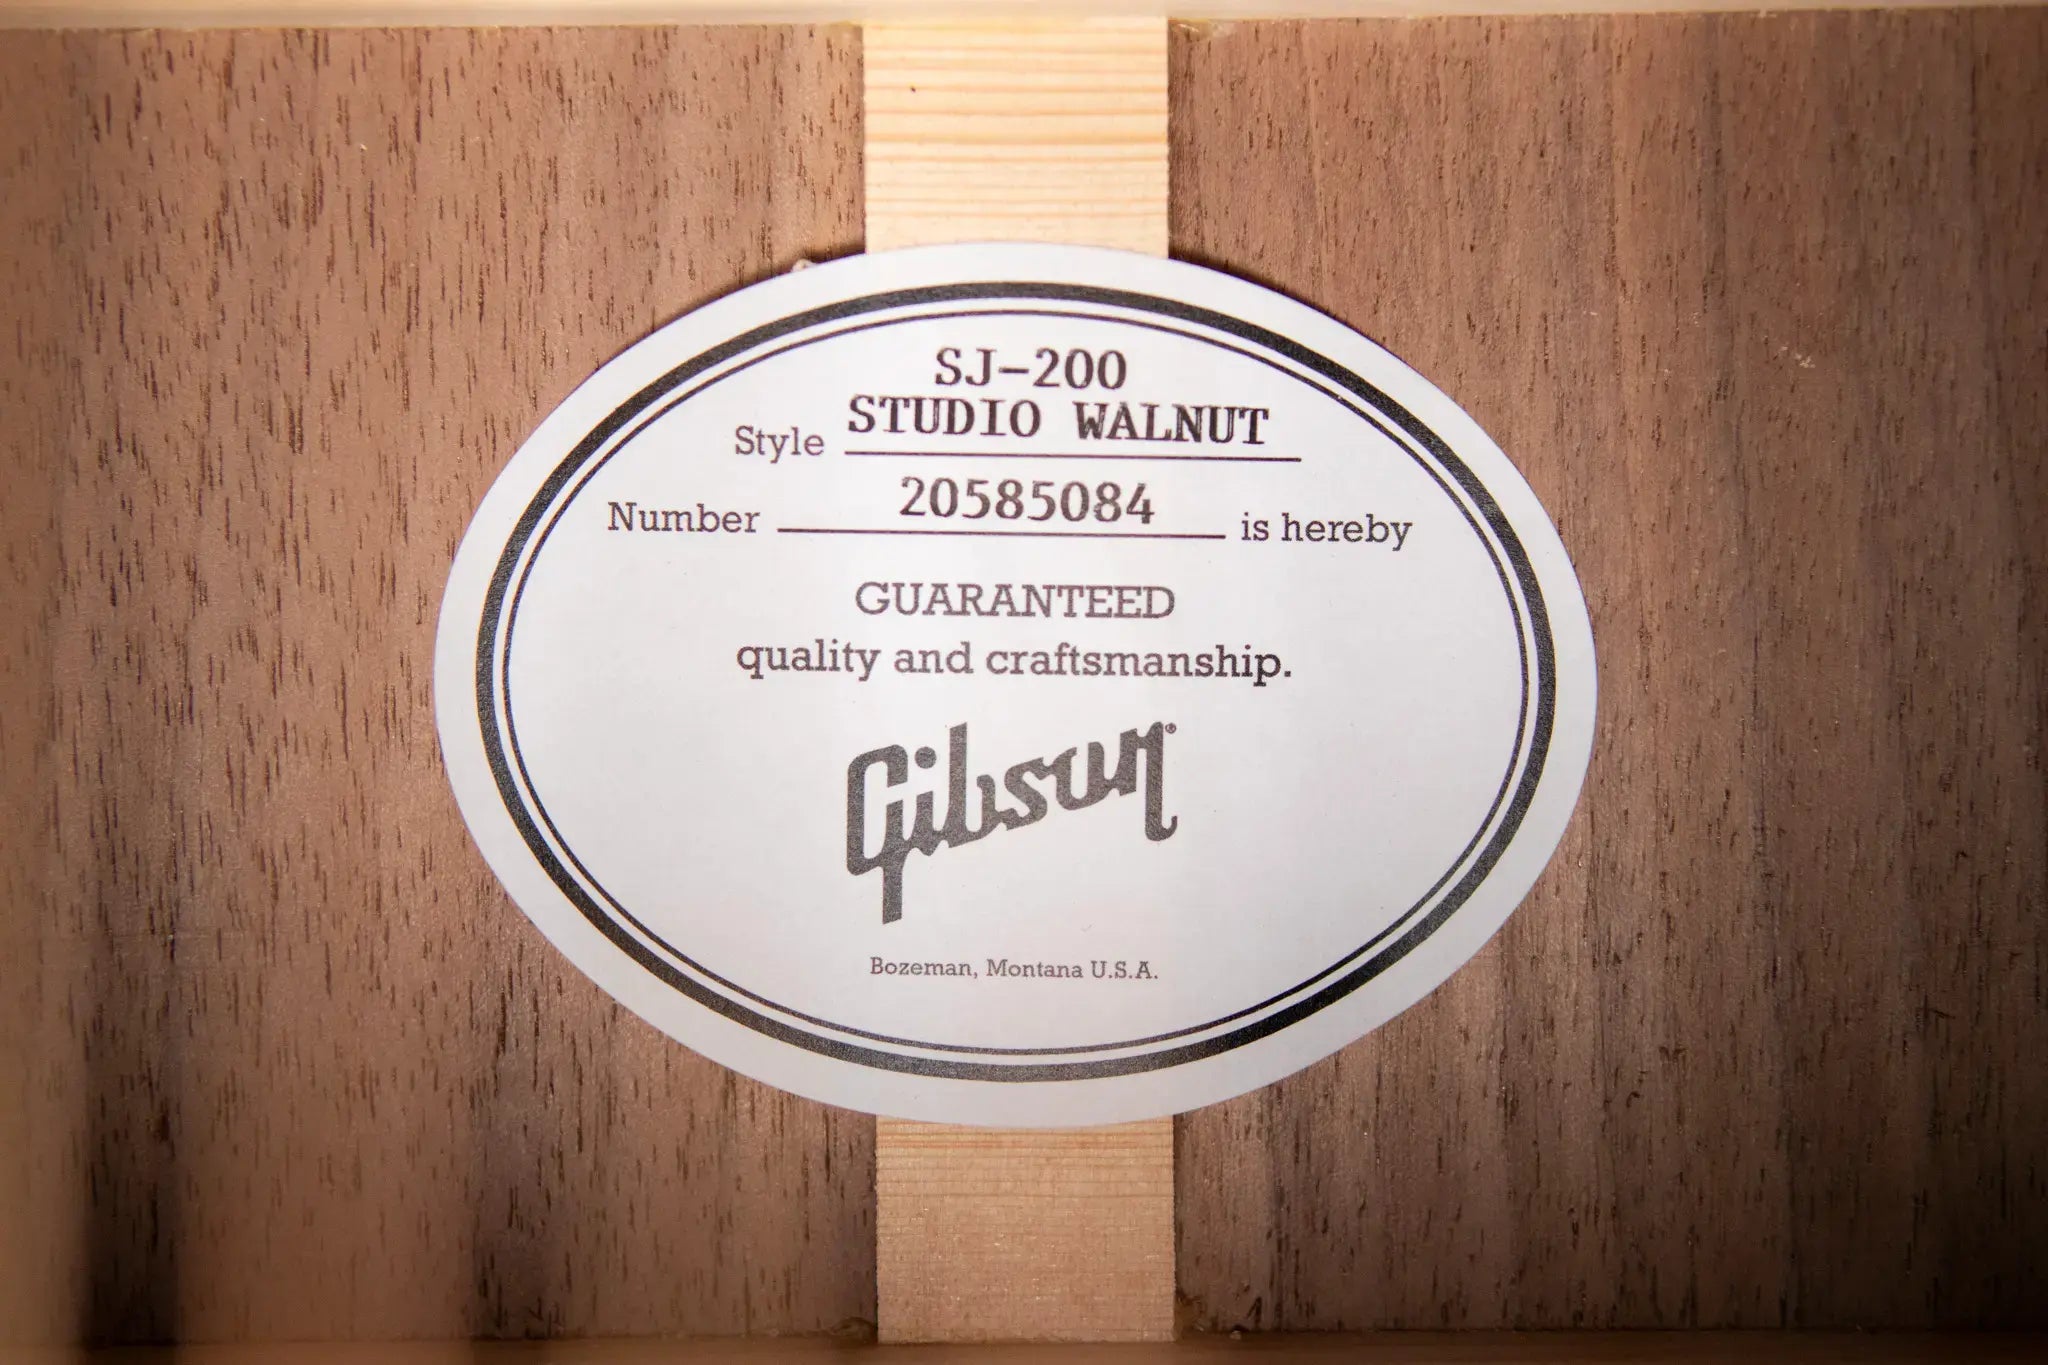 SJ-200
Style STUDIO WALNUT
Number 20585084 is hereby
GUARANTEED
quality and craftsmanship.
Gibson®
Bozeman, Montana U.S.A.